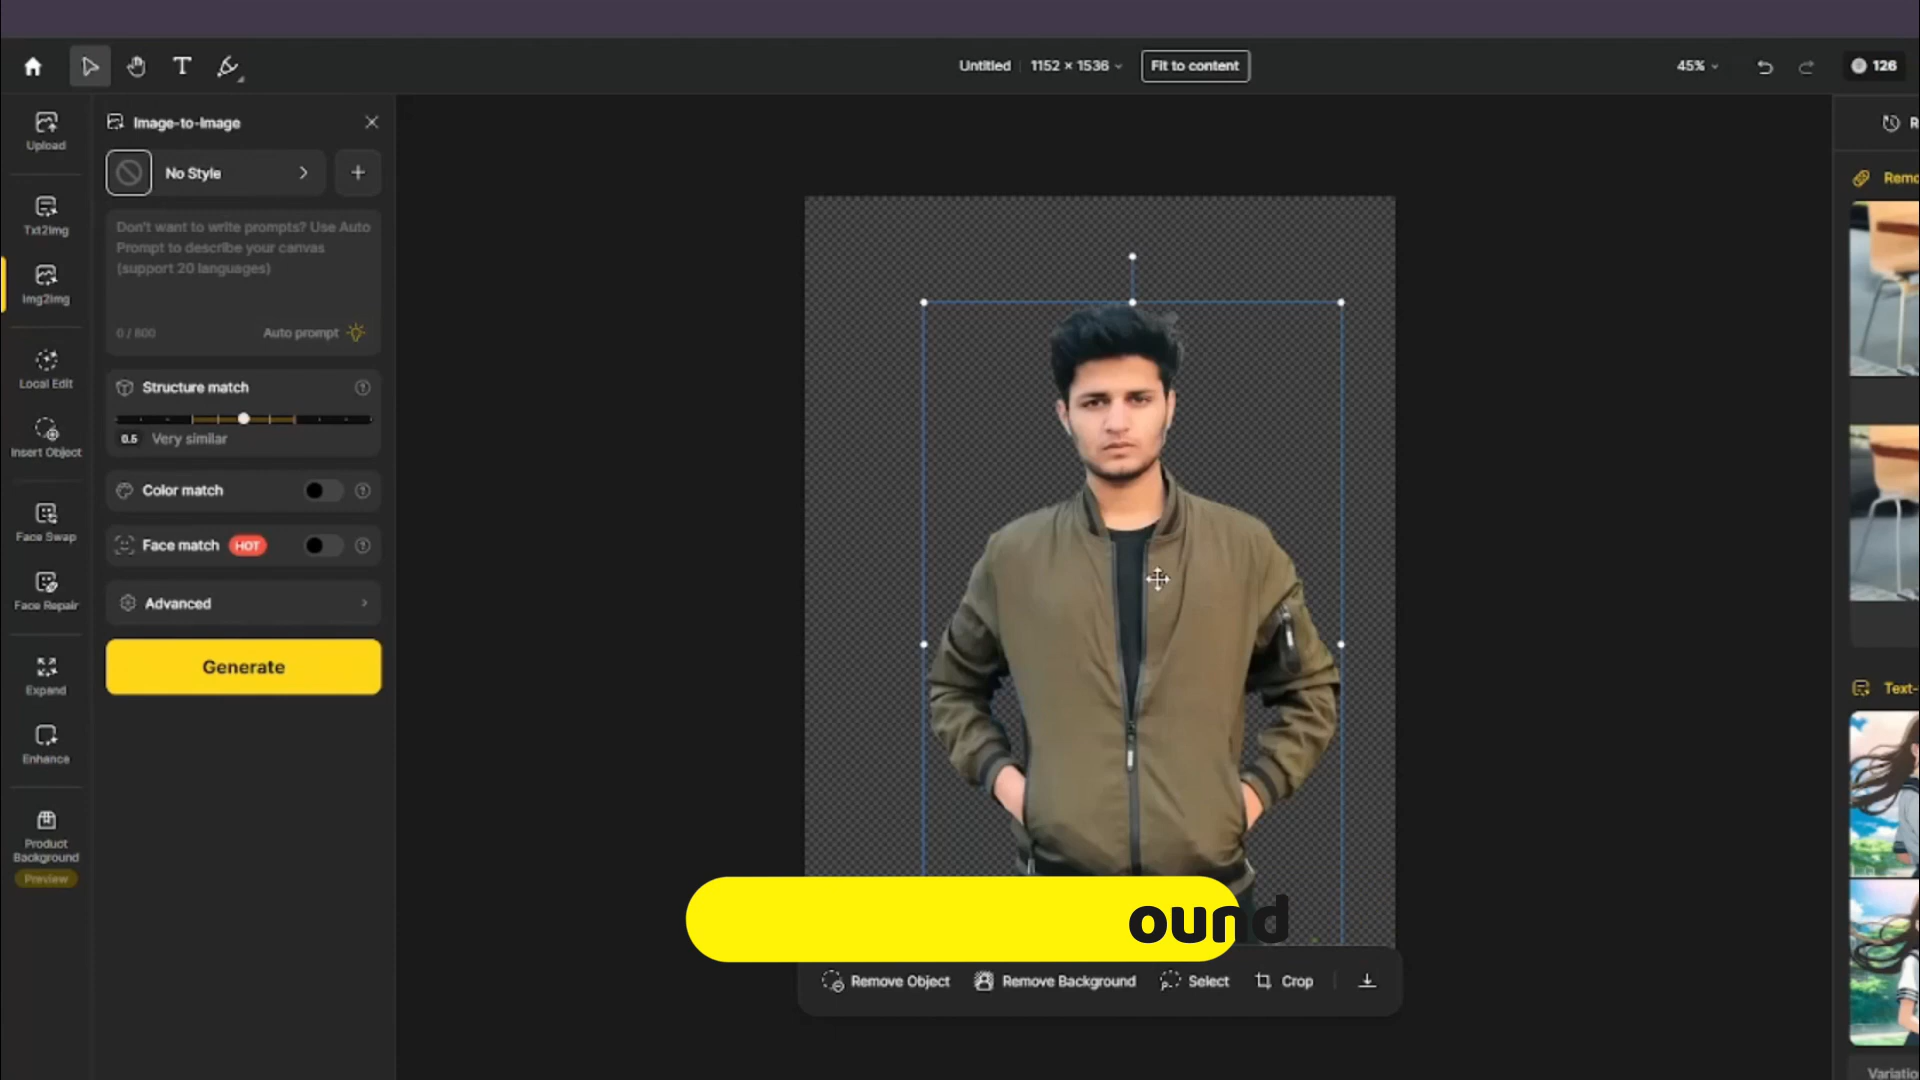 Untitled
1152 × 1536
Fit to content
45%
126
Upload
Txt2Img
Img2Img
Local Edit
Insert Object
Face Swap
Face Repair
Expand
Enhance
Product
Background
Preview
Image-to-Image
No Style
Don't want to write prompts? Use Auto
Prompt to describe your canvas
(support 20 languages)
0 / 800
Auto prompt
Structure match
0.5 Very similar
Color match
Face match HOT
Advanced
Generate
ound
Remove Object
Remove Background
Select
Crop
R
Remo
Text-
Variatio